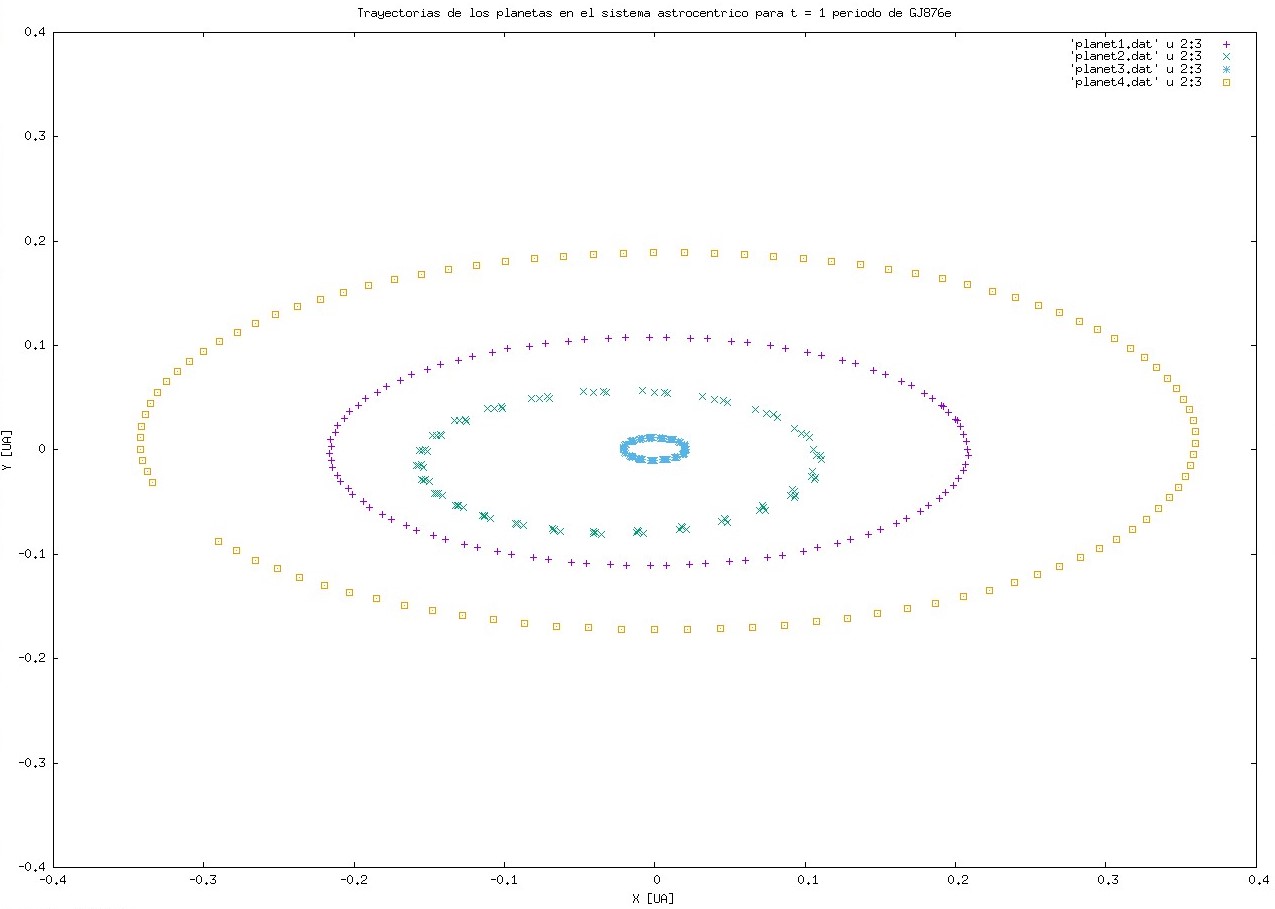 Trayectorias de los planetas en el sistema astrocentrico para t = 1 periodo de GJ876e
'planet1.dat' u 2:3
'planet2.dat' u 2:3
'planet3.dat' u 2:3
'planet4.dat' u 2:3
0.4
0.3
0.2
0.1
0
-0.1
-0.2
-0.3
-0.4
Y [UA]
-0.4 -0.3 -0.2 -0.1 0 0.1 0.2 0.3 0.4
X [UA]